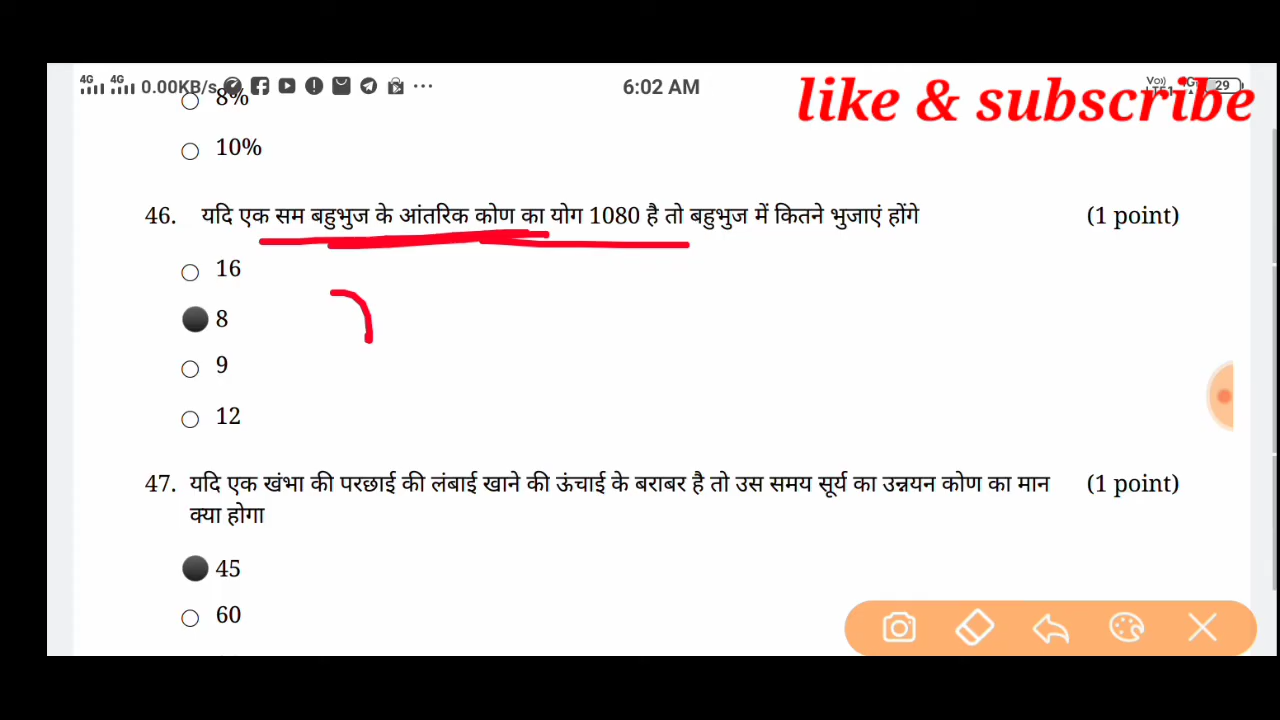 4G 4G 0.00KB/s ... 6:02 AM 29
like & subscribe
8%
10%
46. यदि एक सम बहुभुज के आंतरिक कोण का योग 1080 है तो बहुभुज में कितने भुजाएं होंगे (1 point)
16
8
9
12
47. यदि एक खंभा की परछाई की लंबाई खाने की ऊंचाई के बराबर है तो उस समय सूर्य का उन्नयन कोण का मान (1 point)
क्या होगा
45
60